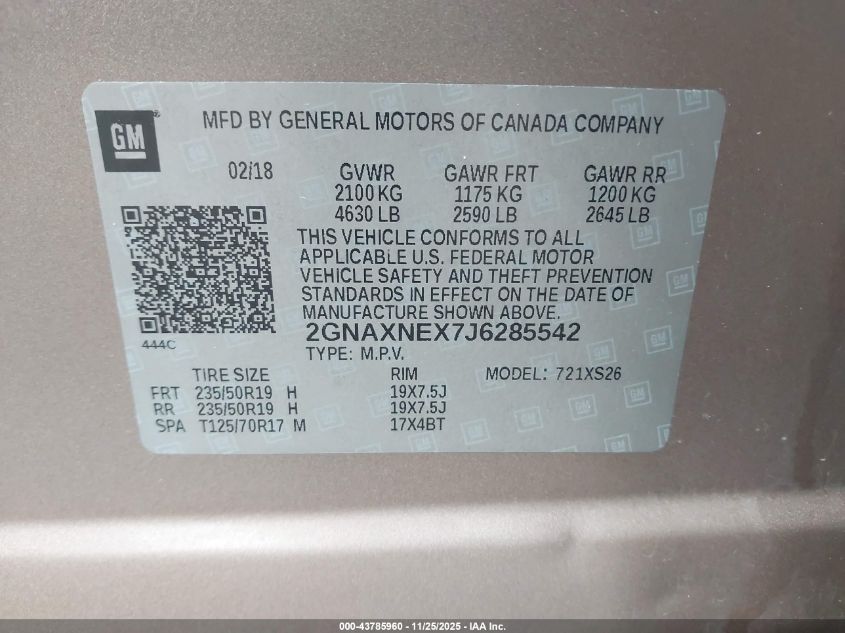 GM
MFD BY GENERAL MOTORS OF CANADA COMPANY
02/18 GVWR GAWR FRT GAWR RR
2100 KG 1175 KG 1200 KG
4630 LB 2590 LB 2645 LB
THIS VEHICLE CONFORMS TO ALL
APPLICABLE U.S. FEDERAL MOTOR
VEHICLE SAFETY AND THEFT PREVENTION
STANDARDS IN EFFECT ON THE DATE OF
MANUFACTURE SHOWN ABOVE.
444C
2GNAXNEX7J6285542
TYPE: M.P.V.
TIRE SIZE RIM MODEL: 721XS26
FRT 235/50R19 H 19X7.5J
RR 235/50R19 H 19X7.5J
SPA T125/70R17 M 17X4BT
000-43785960 - 11/25/2025 - IAA Inc.